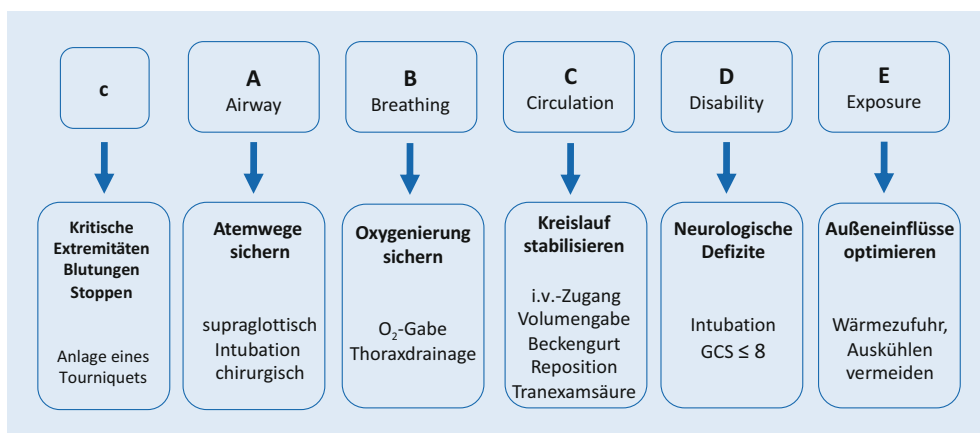 c
A
Airway
B
Breathing
C
Circulation
D
Disability
E
Exposure
Kritische
Extremitäten
Blutungen
Stoppen
Anlage eines
Tourniquets
Atemwege
sichern
supraglottisch
Intubation
chirurgisch
Oxygenierung
sichern
O₂-Gabe
Thoraxdrainage
Kreislauf
stabilisieren
i.v.-Zugang
Volumengabe
Beckengurt
Reposition
Tranexamsäure
Neurologische
Defizite
Intubation
GCS ≤ 8
Außeneinflüsse
optimieren
Wärmezufuhr,
Auskühlen
vermeiden